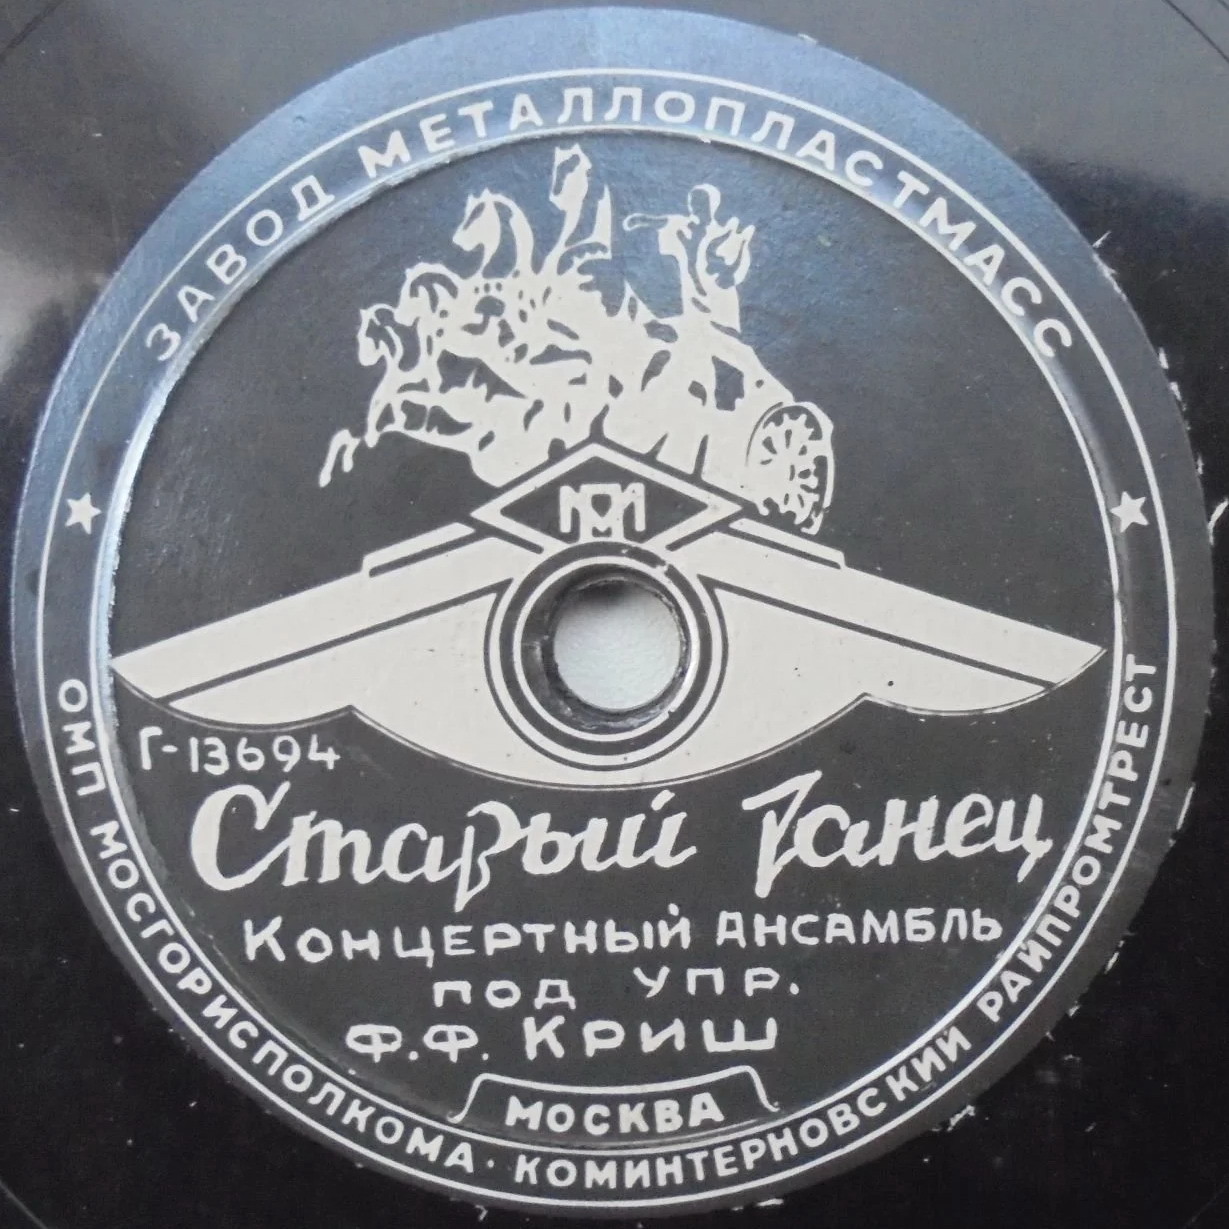 ЗАВОД МЕТАЛЛОПЛАСТМАСС
Г-13694
Старый Танец
Концертный Ансамбль
под упр.
Ф.Ф. Криш
МОСКВА
ОМП МОСГОРИСПОЛКОМА · КОМИНТЕРНОВСКИЙ РАЙПРОМТРЕСТ